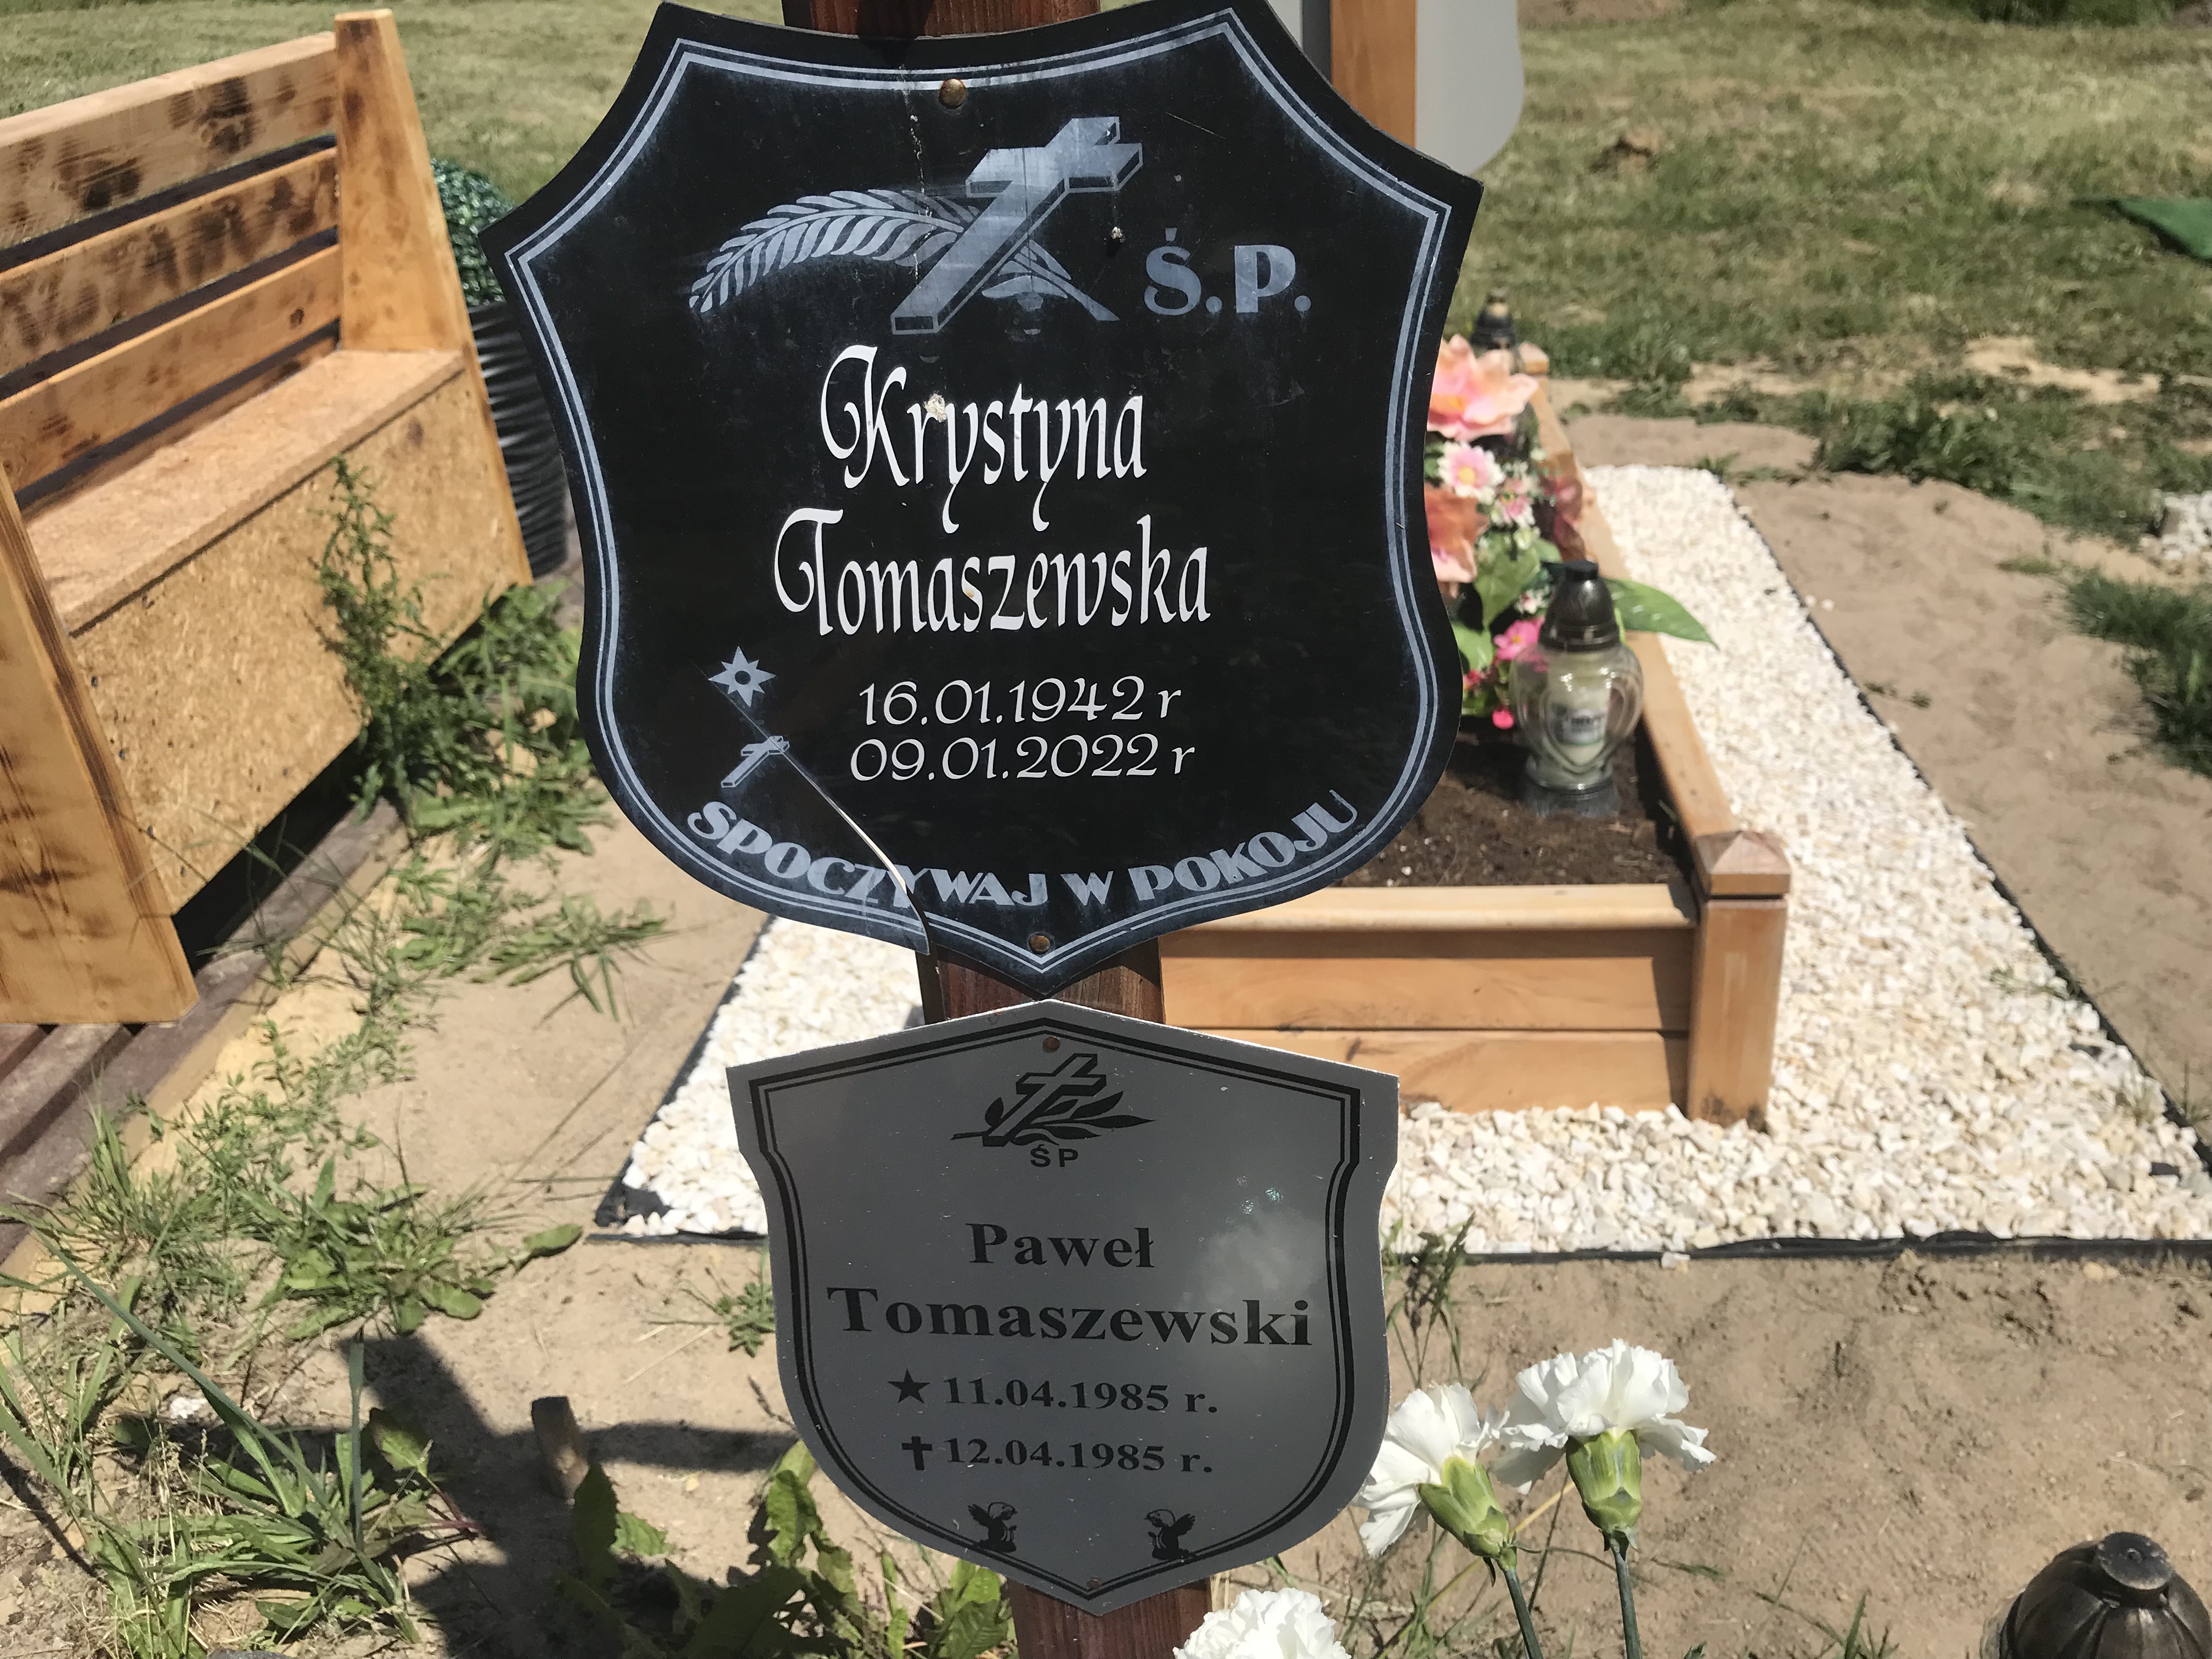 Ś.P.
Krystyna
Tomaszewska
16.01.1942 r
09.01.2022 r
SPOCZYWAJ W POKOJU
ŚP
Paweł
Tomaszewski
★ 11.04.1985 r.
✝ 12.04.1985 r.